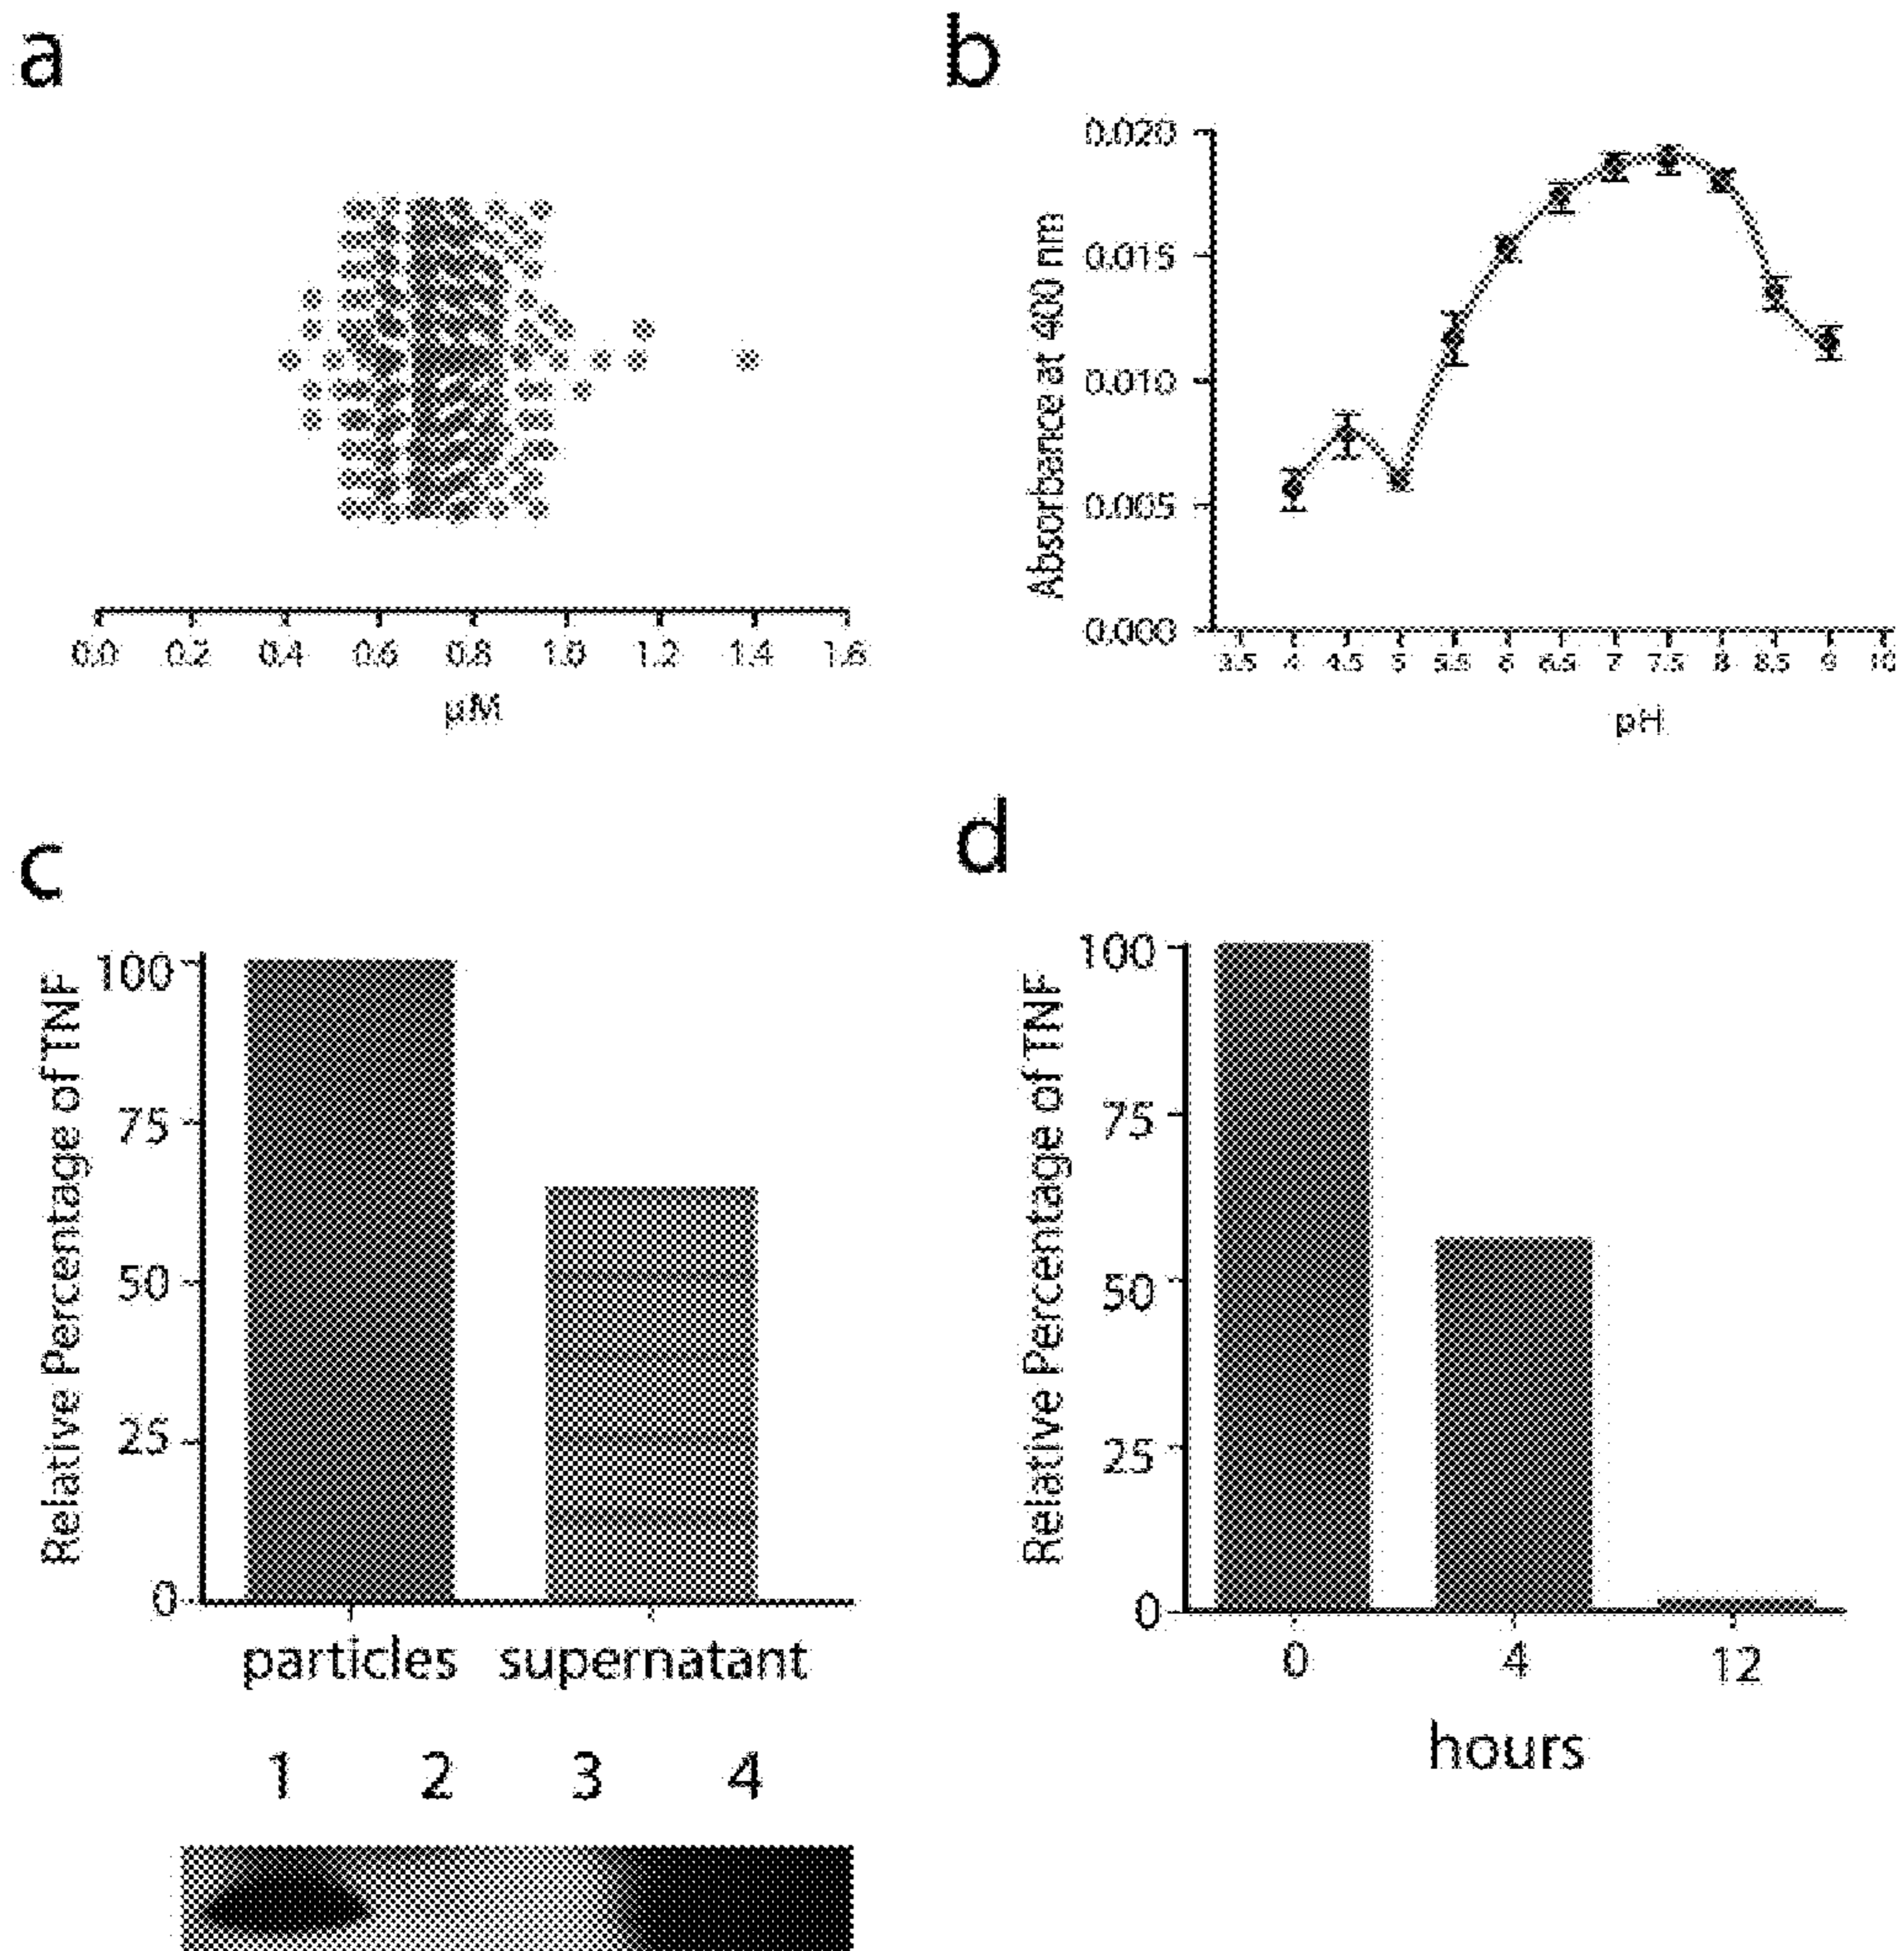 a
0.0 0.2 0.4 0.6 0.8 1.0 1.2 1.4 1.6
µM
b
Absorbance at 400 nm
0.020
0.015
0.010
0.005
0.000
3.5 4 4.5 5 5.5 6 6.5 7 7.5 8 8.5 9 10
pH
c
Relative Percentage of TNF
100
75
50
25
0
particles supernatant
1 2 3 4
d
Relative Percentage of TNF
100
75
50
25
0
0 4 12
hours